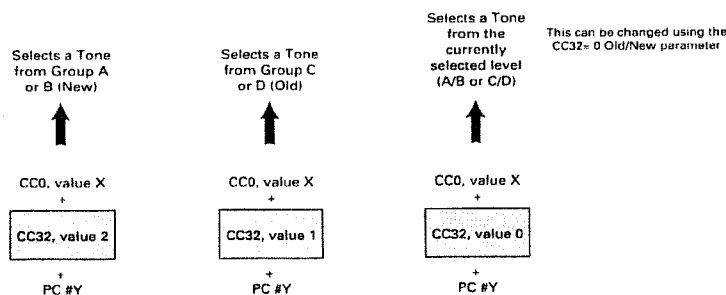 Selects a Tone
from Group A
or B (New)
CC0, value X
+
CC32, value 2
+
PC #Y
Selects a Tone
from Group C
or D (Old)
CC0, value X
+
CC32, value 1
+
PC #Y
Selects a Tone
from the
currently
selected level
(A/B or C/D)
CC0, value X
+
CC32, value 0
+
PC #Y
This can be changed using the
CC32= 0 Old/New parameter